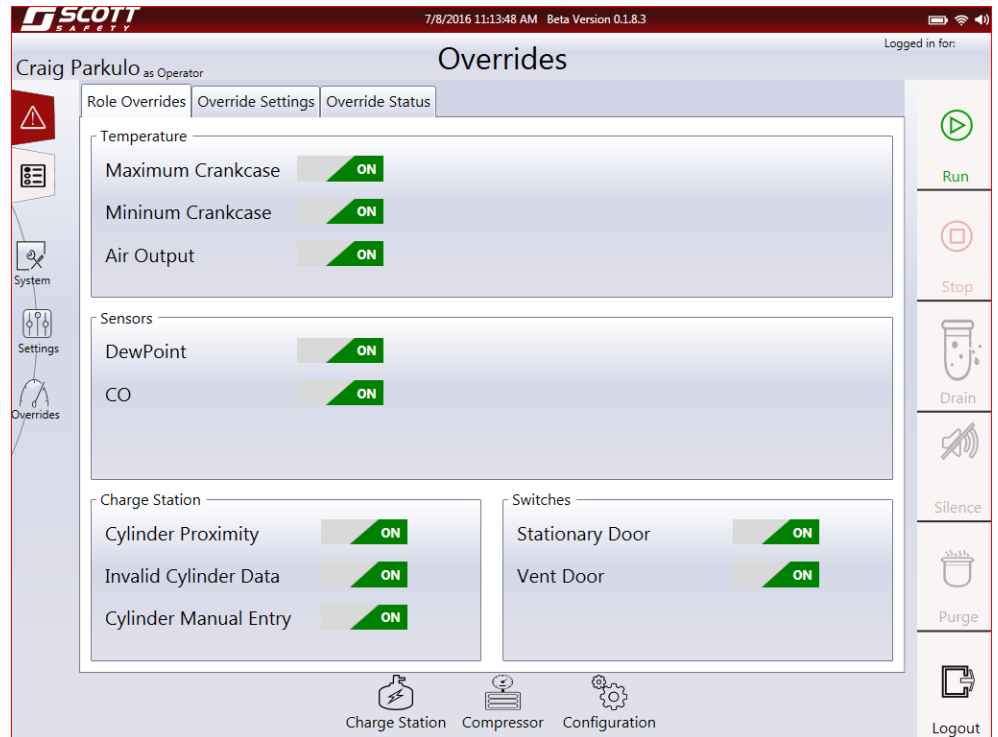 SCOTT
SAFETY
7/8/2016 11:13:48 AM Beta Version 0.1.8.3
Logged in for:
Craig Parkulo as Operator
Overrides
Role Overrides
Override Settings
Override Status
Temperature
Maximum Crankcase ON
Mininum Crankcase ON
Air Output ON
Sensors
DewPoint ON
CO ON
Charge Station
Cylinder Proximity ON
Invalid Cylinder Data ON
Cylinder Manual Entry ON
Switches
Stationary Door ON
Vent Door ON
System
Settings
Overrides
Run
Stop
Drain
Silence
Purge
Logout
Charge Station
Compressor
Configuration